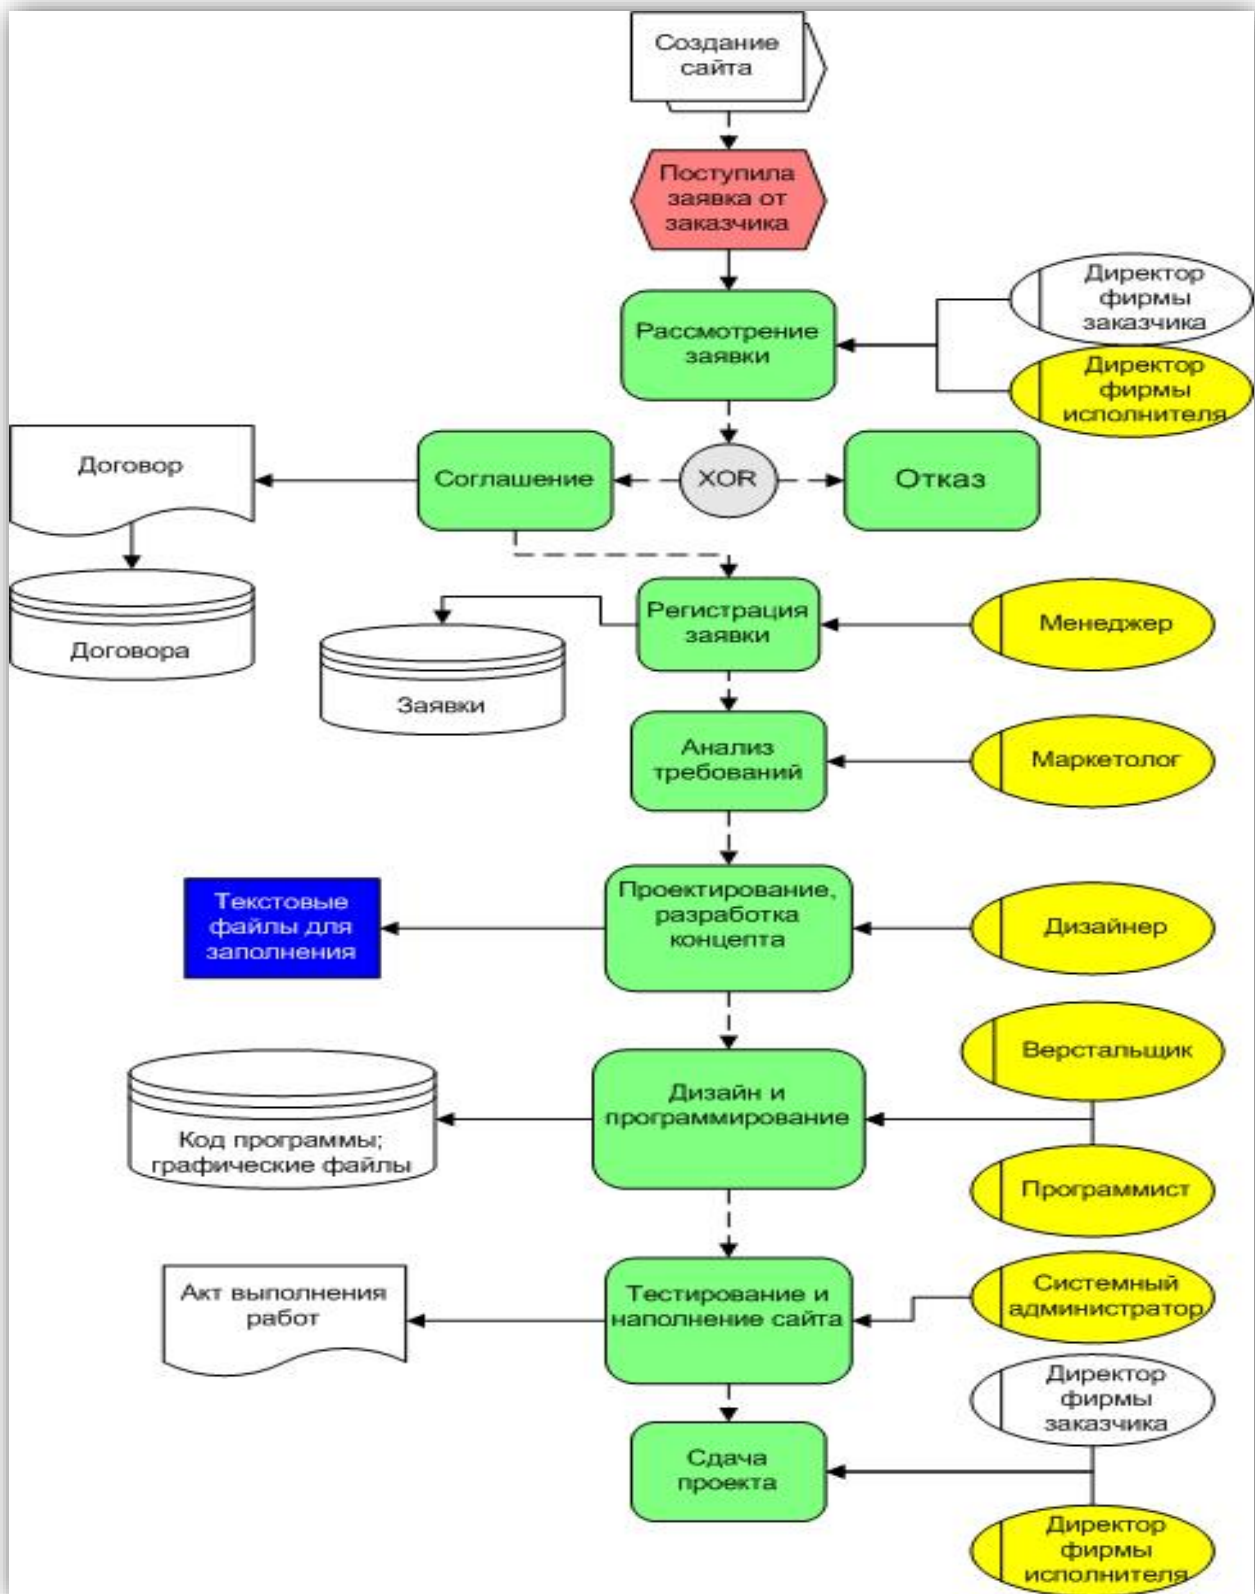 Создание
сайта
Поступила
заявка от
заказчика
Рассмотрение
заявки
Директор
фирмы
заказчика
Директор
фирмы
исполнителя
Договор
Соглашение
XOR
Отказ
Договора
Заявки
Регистрация
заявки
Менеджер
Анализ
требований
Маркетолог
Текстовые
файлы для
заполнения
Проектирование,
разработка
концепта
Дизайнер
Код программы;
графические файлы
Дизайн и
программирование
Верстальщик
Программист
Акт выполнения
работ
Тестирование и
наполнение сайта
Системный
администратор
Сдача
проекта
Директор
фирмы
заказчика
Директор
фирмы
исполнителя